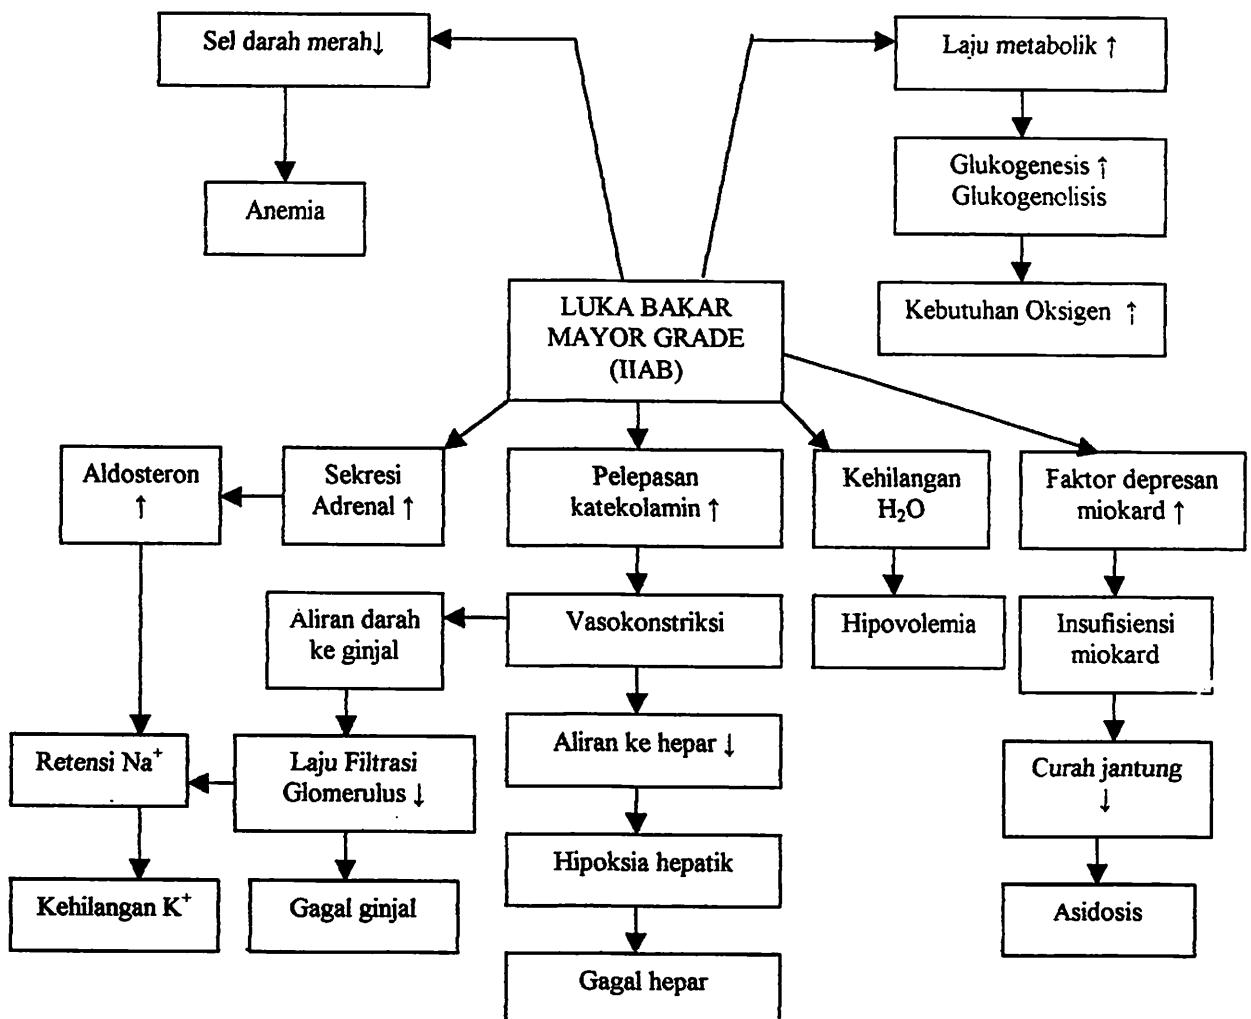 Sel darah merah↓
Laju metabolik ↑
Anemia
Glukogenesis ↑
Glukogenolisis
Kebutuhan Oksigen ↑
LUKA BAKAR
MAYOR GRADE
(IIAB)
Aldosteron
↑
Sekresi
Adrenal ↑
Pelepasan
katekolamin ↑
Kehilangan
H₂O
Faktor depresan
miokard ↑
Aliran darah
ke ginjal
Vasokonstriksi
Hipovolemia
Insufisiensi
miokard
Retensi Na⁺
Laju Filtrasi
Glomerulus ↓
Aliran ke hepar ↓
Curah jantung
↓
Kehilangan K⁺
Gagal ginjal
Hipoksia hepatik
Asidosis
Gagal hepar